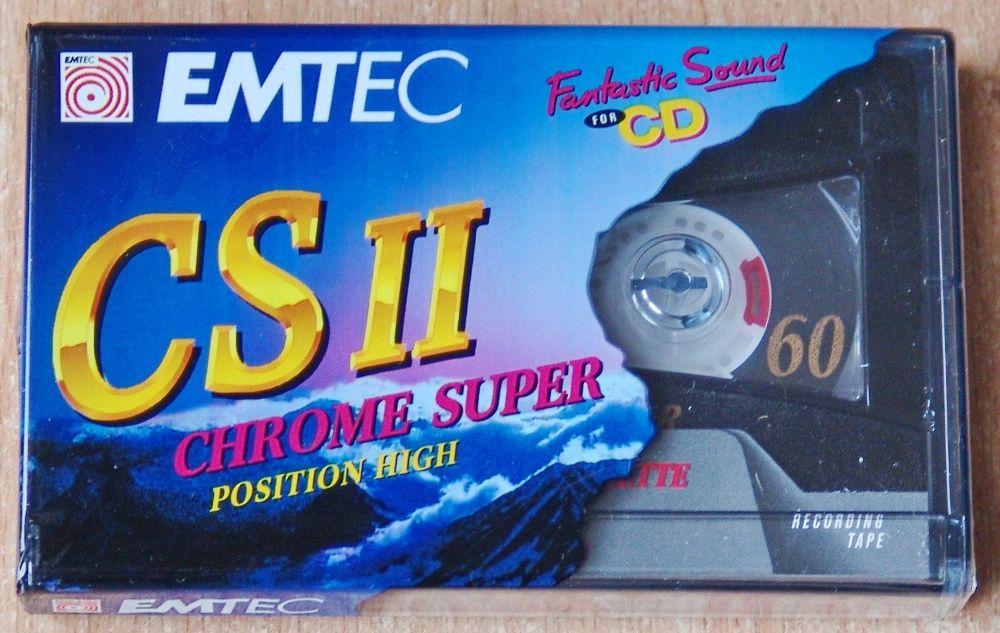 EMTEC
EMTEC
Fantastic Sound
FOR CD
CS II
60
CHROME SUPER
POSITION HIGH
RECORDING
TAPE
EMTEC